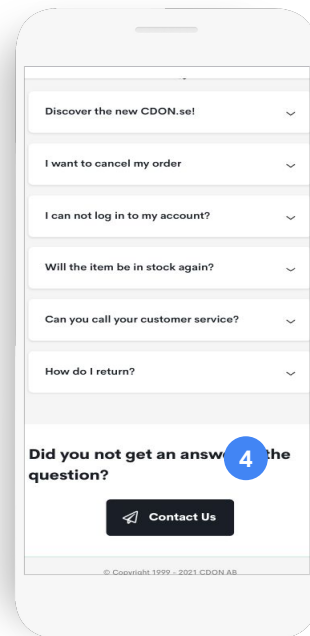 Discover the new CDON.se!
I want to cancel my order
I can not log in to my account?
Will the item be in stock again?
Can you call your customer service?
How do I return?
Did you not get an answ 4 the
question?
Contact Us
© Copyright 1999 - 2021 CDON AB